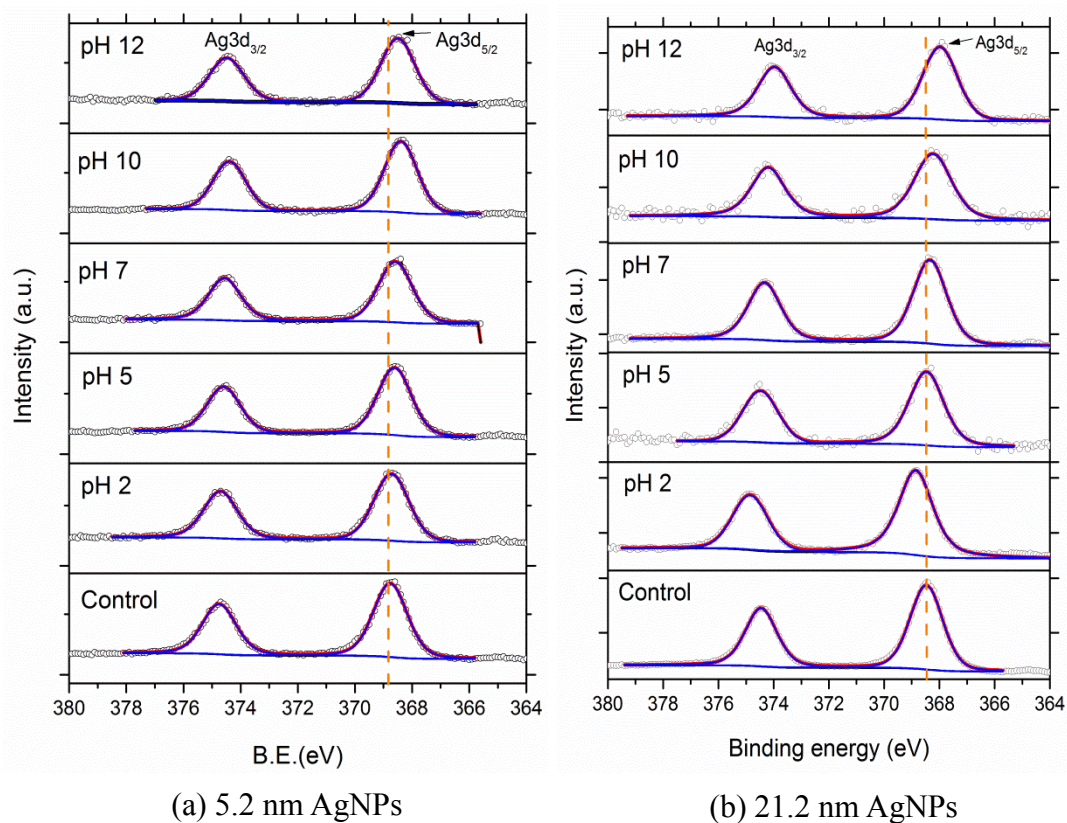 pH 12
Ag3d3/2
Ag3d5/2
pH 10
pH 7
pH 5
pH 2
Control
Intensity (a.u.)
380 378 376 374 372 370 368 366 364
B.E.(eV)
(a) 5.2 nm AgNPs
pH 12
Ag3d3/2
Ag3d5/2
pH 10
pH 7
pH 5
pH 2
Control
Intensity (a.u.)
380 378 376 374 372 370 368 366 364
Binding energy (eV)
(b) 21.2 nm AgNPs